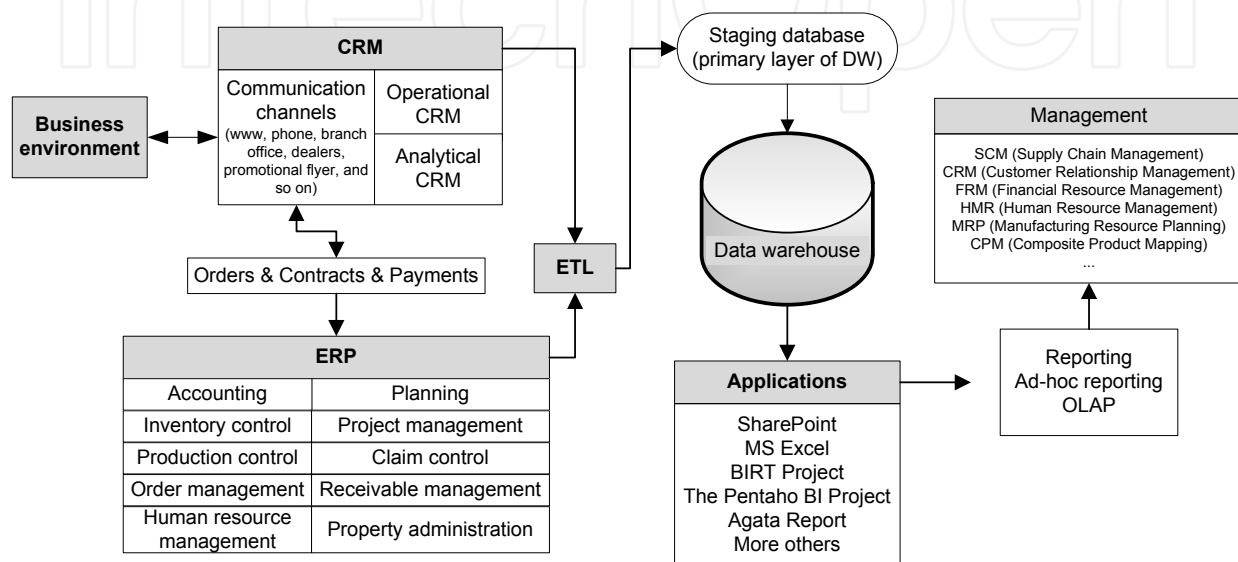 CRM
Communication
channels
(www, phone, branch
office, dealers,
promotional flyer, and
so on)
Operational
CRM
Analytical
CRM
Business
environment
Orders & Contracts & Payments
ERP
Accounting
Planning
Inventory control
Project management
Production control
Claim control
Order management
Receivable management
Human resource
management
Property administration
ETL
Staging database
(primary layer of DW)
Data warehouse
Applications
SharePoint
MS Excel
BIRT Project
The Pentaho BI Project
Agata Report
More others
Reporting
Ad-hoc reporting
OLAP
Management
SCM (Supply Chain Management)
CRM (Customer Relationship Management)
FRM (Financial Resource Management)
HMR (Human Resource Management)
MRP (Manufacturing Resource Planning)
CPM (Composite Product Mapping)
...